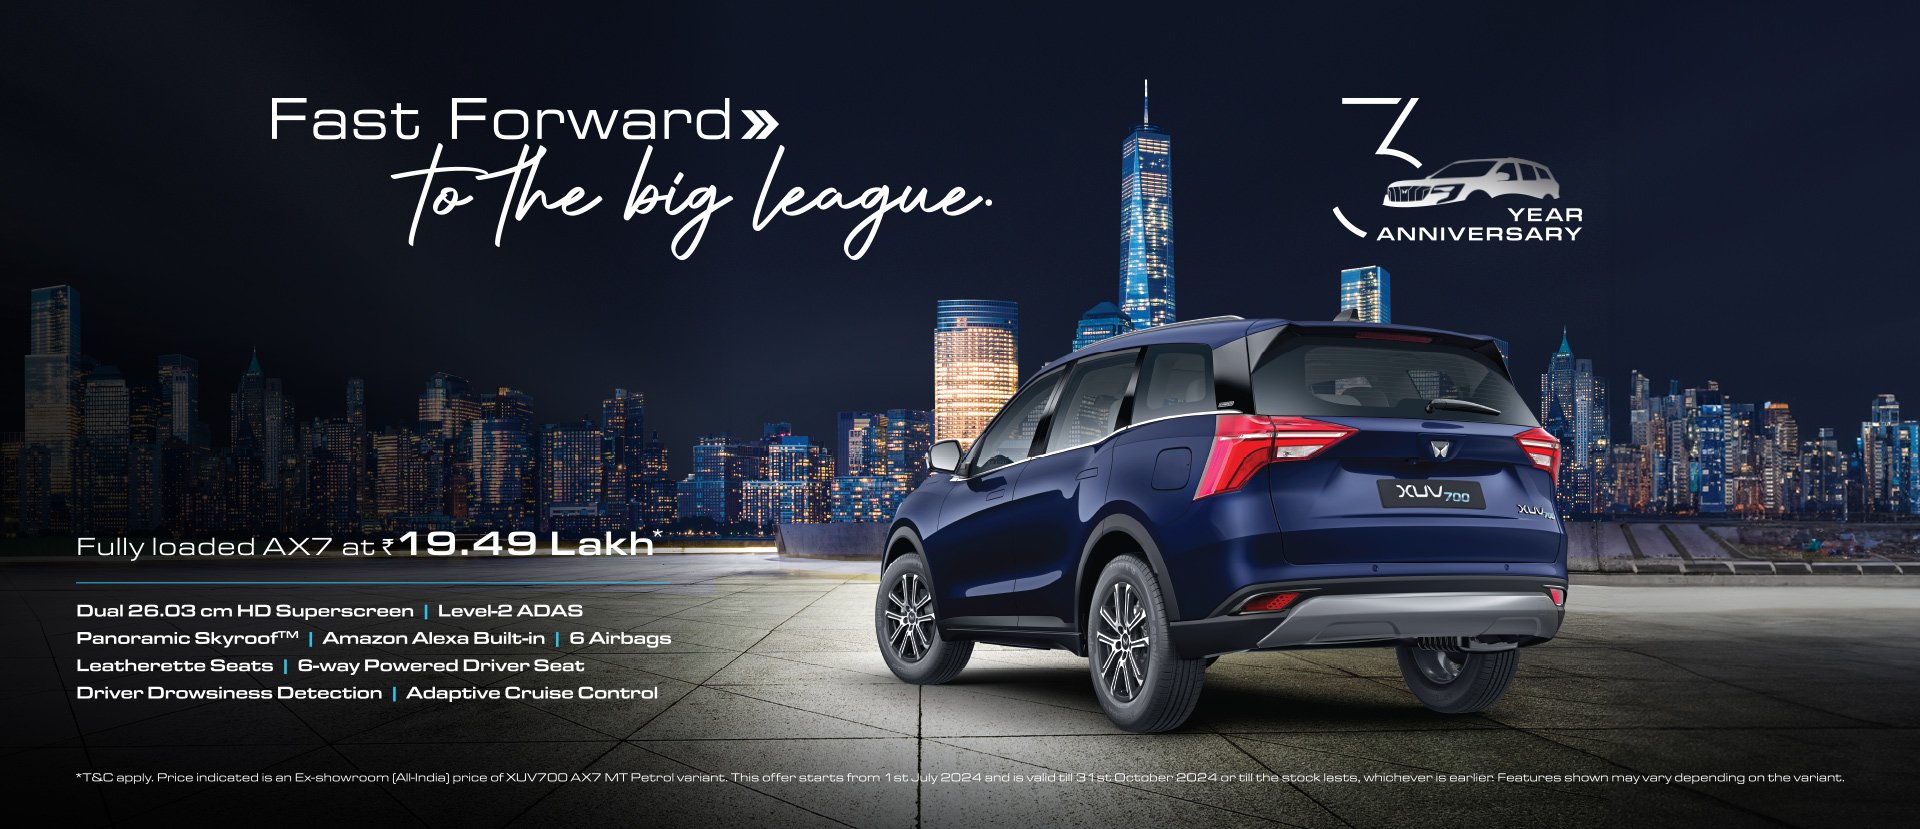 Fast Forward»
to the big league.
3
YEAR
ANNIVERSARY
Fully loaded AX7 at ₹19.49 Lakh*
Dual 26.03 cm HD Superscreen | Level-2 ADAS
Panoramic Skyroof™ | Amazon Alexa Built-in | 6 Airbags
Leatherette Seats | 6-way Powered Driver Seat
Driver Drowsiness Detection | Adaptive Cruise Control
XUV700
XUV700
*T&C apply. Price indicated is an Ex-showroom (All-India) price of XUV700 AX7 MT Petrol variant. This offer starts from 1st July 2024 and is valid till 31st October 2024 or till the stock lasts, whichever is earlier. Features shown may vary depending on the variant.